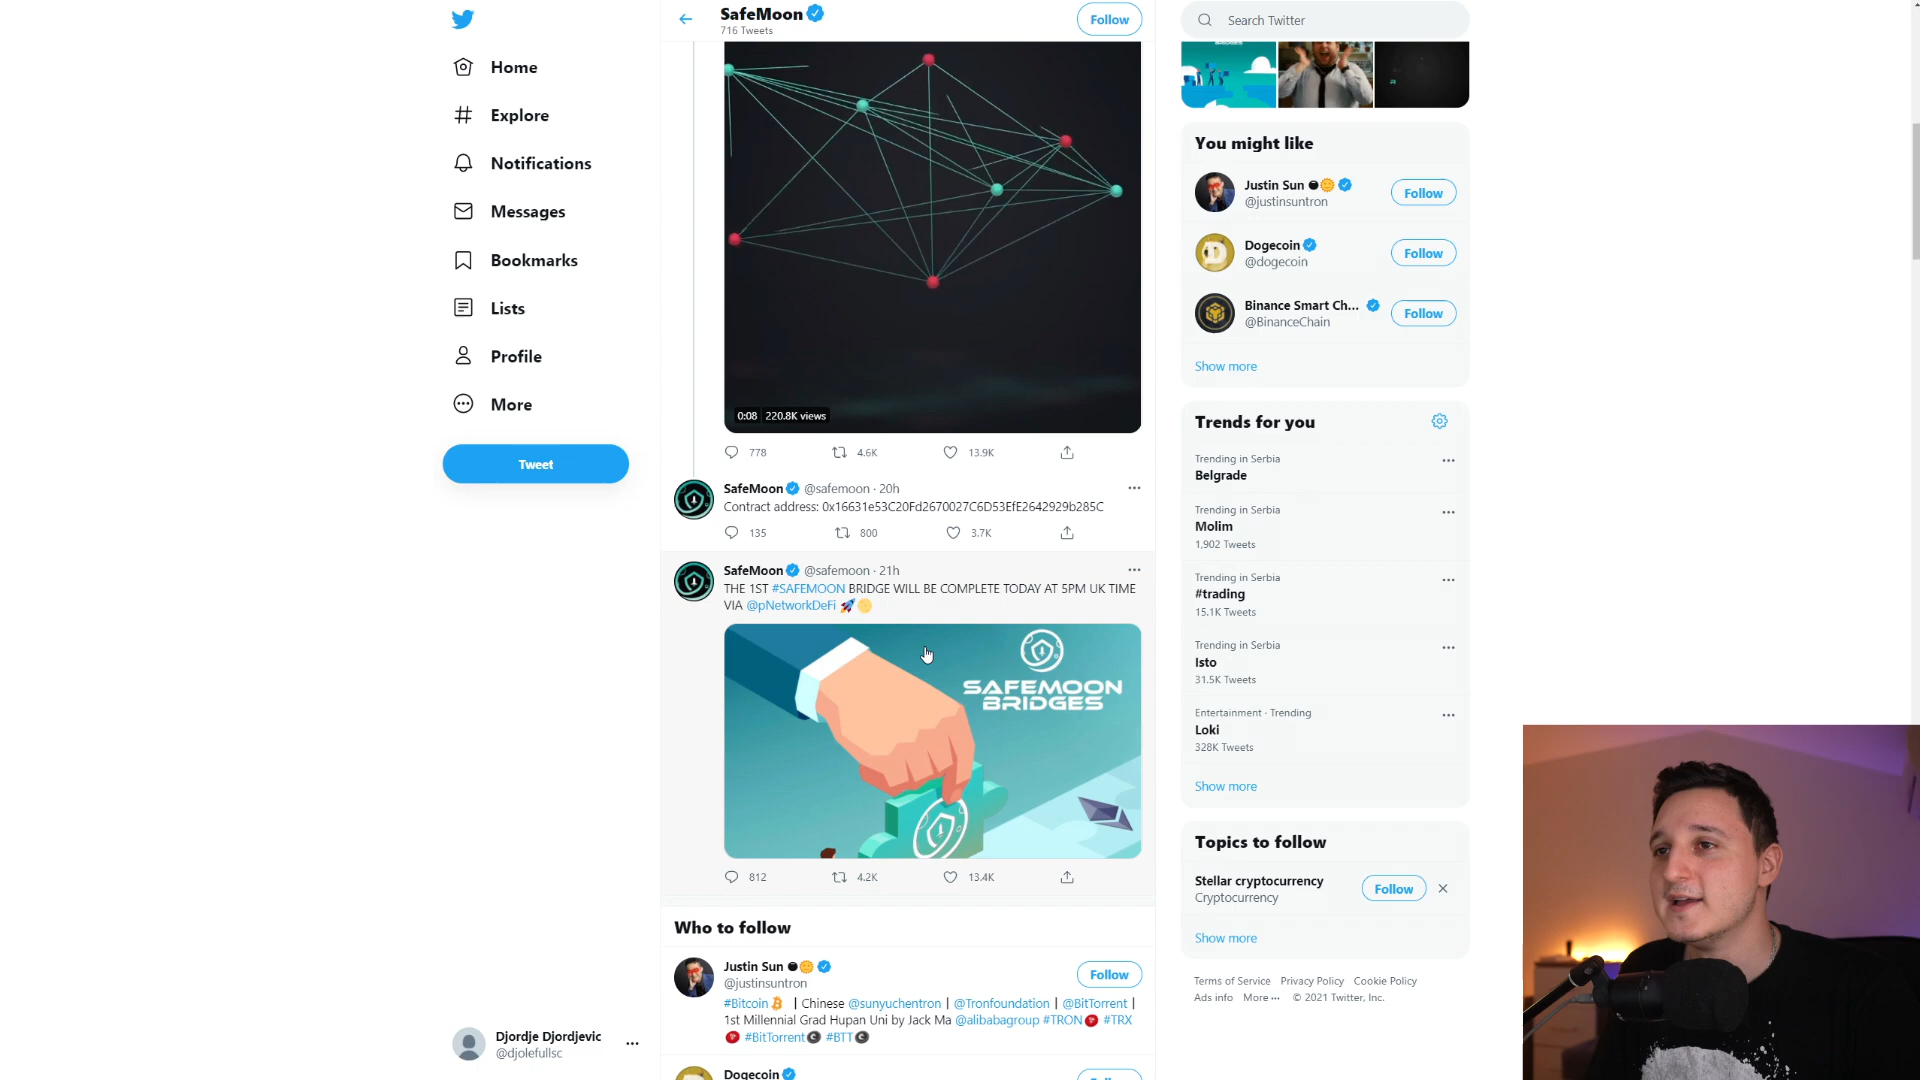 Home
Explore
Notifications
Messages
Bookmarks
Lists
Profile
More
Tweet
Djordje Djordjevic
@djolefullsc
SafeMoon
716 Tweets
Follow
0:08 220.8K views
778 4.6K 13.9K
SafeMoon @safemoon · 20h
Contract address: 0x16631e53C20Fd2670027C6D53EfE2642929b285C
135 800 3.7K
SafeMoon @safemoon · 21h
THE 1ST #SAFEMOON BRIDGE WILL BE COMPLETE TODAY AT 5PM UK TIME
VIA @pNetworkDeFi 🚀🌕
SAFEMOON
BRIDGES
812 4.2K 13.4K
Who to follow
Justin Sun
@justinsuntron
Follow
#Bitcoin | Chinese @sunyuchentron | @Tronfoundation | @BitTorrent |
1st Millennial Grad Hupan Uni by Jack Ma @alibabagroup #TRON #TRX
#BitTorrent #BTT
Dogecoin
Search Twitter
BRIDGES
You might like
Justin Sun
@justinsuntron
Follow
Dogecoin
@dogecoin
Follow
Binance Smart Ch...
@BinanceChain
Follow
Show more
Trends for you
Trending in Serbia
Belgrade
Trending in Serbia
Molim
1,902 Tweets
Trending in Serbia
#trading
15.1K Tweets
Trending in Serbia
Isto
31.5K Tweets
Entertainment · Trending
Loki
328K Tweets
Show more
Topics to follow
Stellar cryptocurrency
Cryptocurrency
Follow
Show more
Terms of Service Privacy Policy Cookie Policy
Ads info More ··· © 2021 Twitter, Inc.